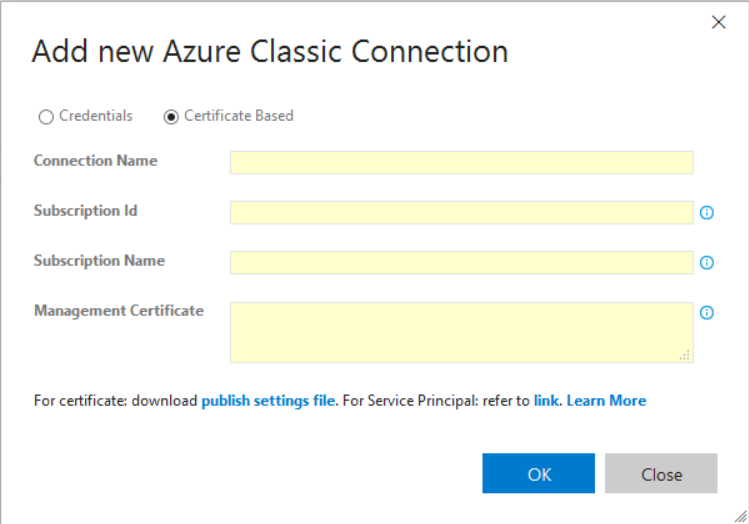 Add new Azure Classic Connection
Credentials Certificate Based
Connection Name
Subscription Id
Subscription Name
Management Certificate
For certificate: download publish settings file. For Service Principal: refer to link. Learn More
OK Close